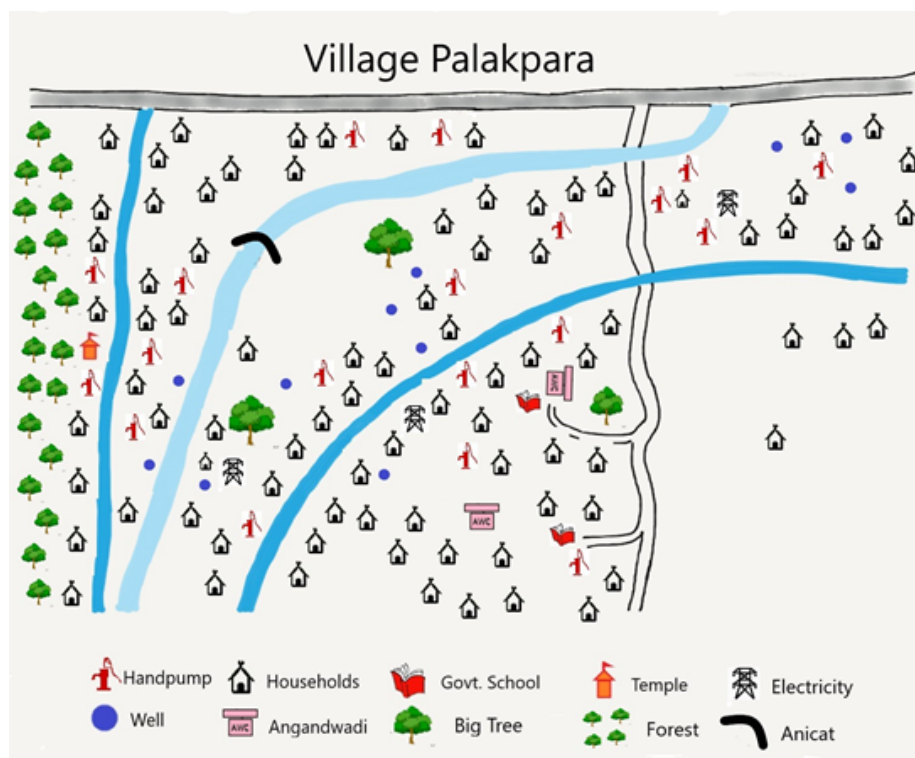 Village Palakpara
AWC
AWC
Handpump
Households
Govt. School
Temple
Electricity
Well
AWC
Angandwadi
Big Tree
Forest
Anicat